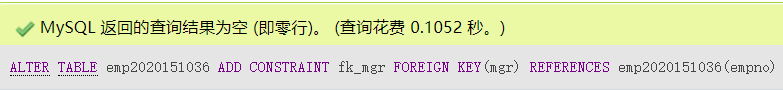 MySQL 返回的查询结果为空 (即零行)。 (查询花费 0.1052 秒。)
ALTER TABLE emp2020151036 ADD CONSTRAINT fk_mgr FOREIGN KEY(mgr) REFERENCES emp2020151036(empno)